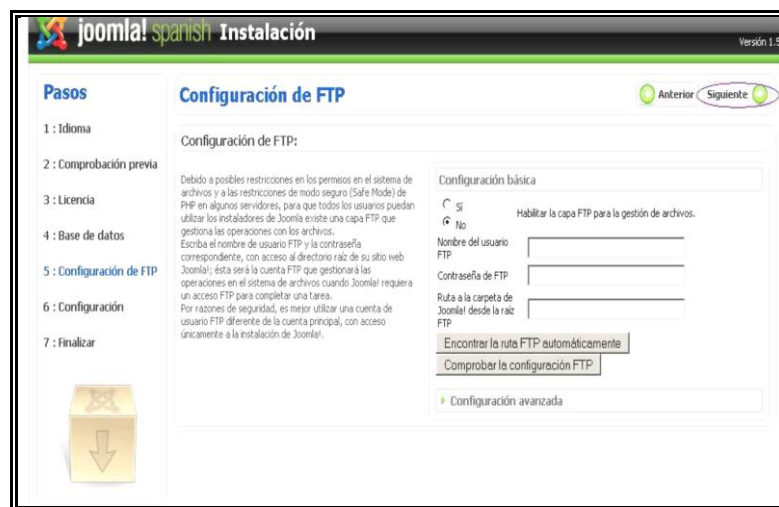 joomla! spanish Instalación
Versión 1.5
Pasos
1 : Idioma
2 : Comprobación previa
3 : Licencia
4 : Base de datos
5 : Configuración de FTP
6 : Configuración
7 : Finalizar
Configuración de FTP
Anterior
Siguiente
Configuración de FTP:
Debido a posibles restricciones en los permisos en el sistema de
archivos y a las restricciones de modo seguro (Safe Mode) de
PHP en algunos servidores, para que todos los usuarios puedan
utilizar los instaladores de Joomla existe una capa FTP que
gestiona las operaciones con los archivos.
Escriba el nombre de usuario FTP y la contraseña
correspondiente, con acceso al directorio raíz de su sitio web
Joomla!; ésta será la cuenta FTP que gestionará las
operaciones en el sistema de archivos cuando Joomla! requiera
un acceso FTP para completar una tarea.
Por razones de seguridad, es mejor utilizar una cuenta de
usuario FTP diferente de la cuenta principal, con acceso
únicamente a la instalación de Joomla!.
Configuración básica
Sí
No
Habilitar la capa FTP para la gestión de archivos.
Nombre del usuario
FTP
Contraseña de FTP
Ruta a la carpeta de
Joomla! desde la raíz
FTP
Encontrar la ruta FTP automáticamente
Comprobar la configuración FTP
Configuración avanzada